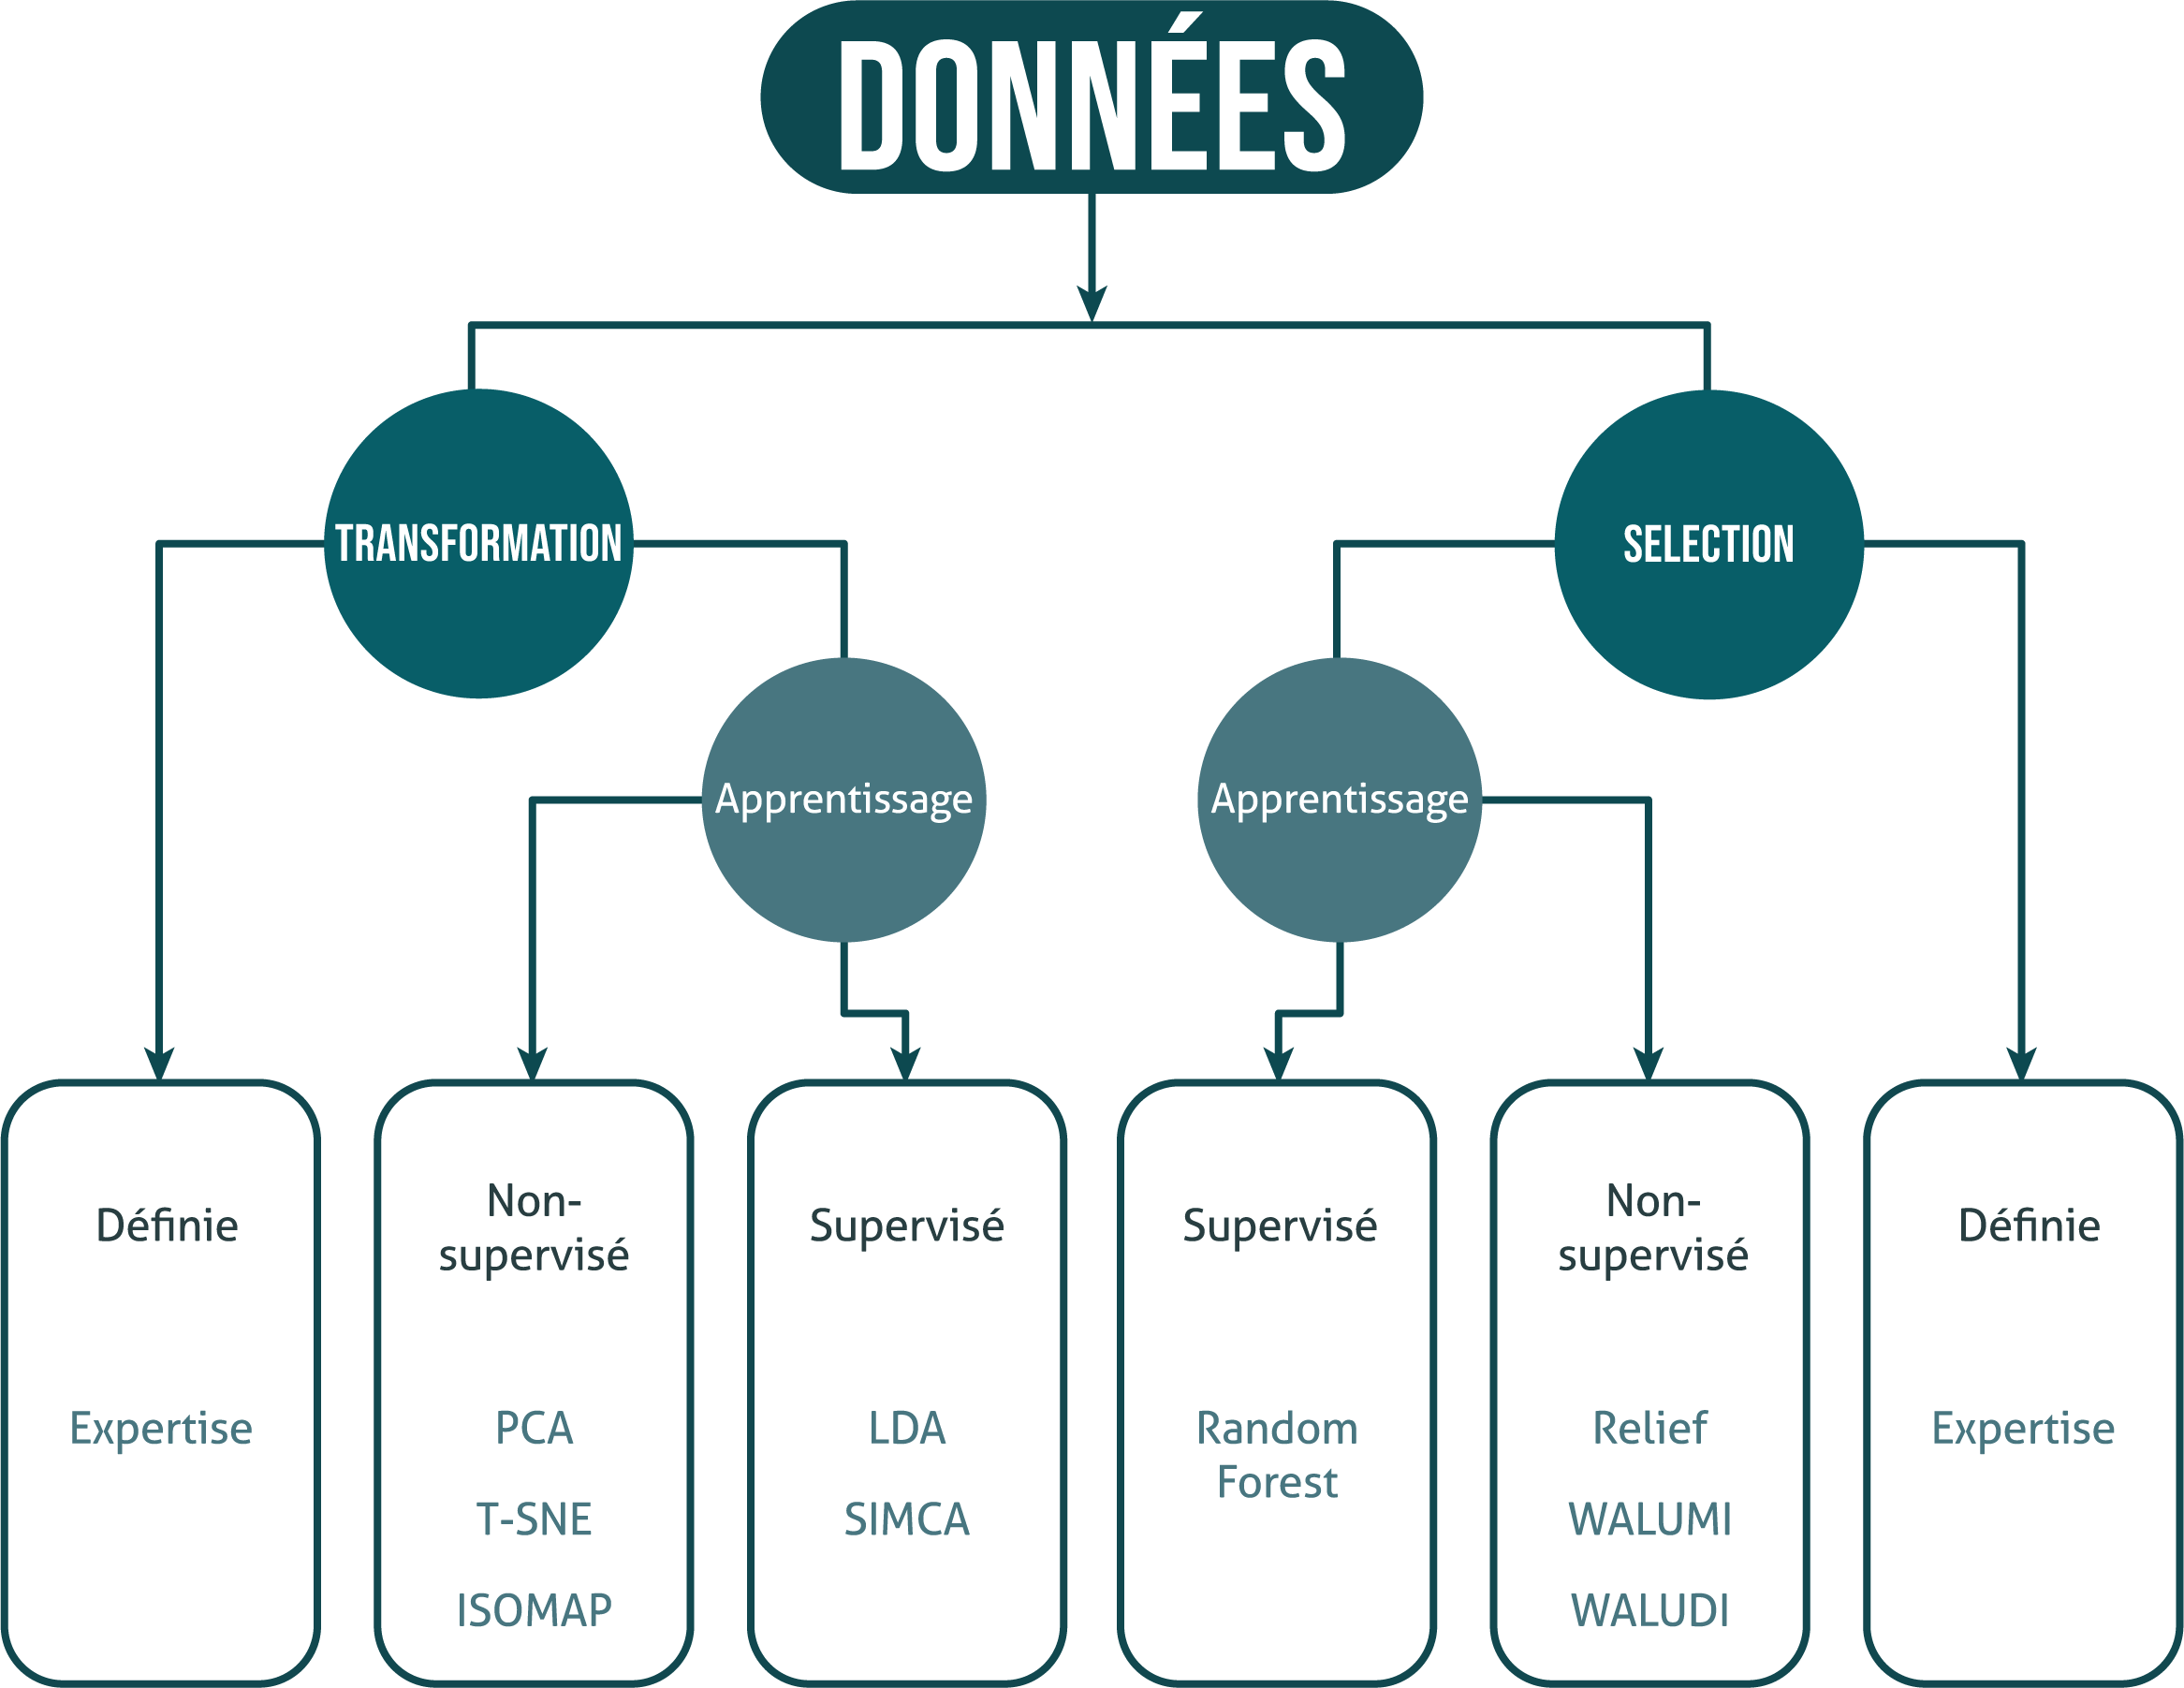 DONNÉES
TRANSFORMATION
SELECTION
Apprentissage
Apprentissage
Définie
Expertise
Non-
supervisé
PCA
T-SNE
ISOMAP
Supervisé
LDA
SIMCA
Supervisé
Random
Forest
Non-
supervisé
Relief
WALUMI
WALUDI
Définie
Expertise